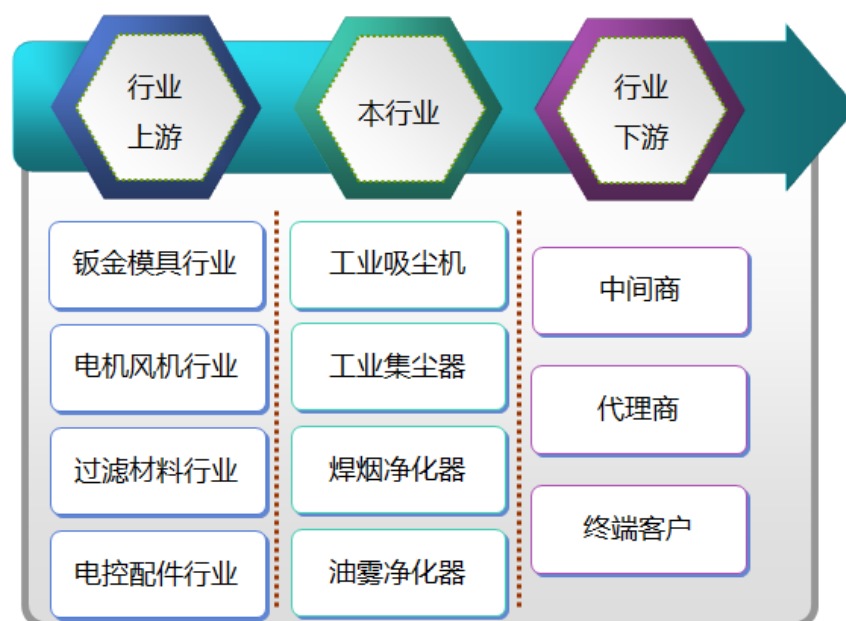 行业
上游
本行业
行业
下游
钣金模具行业
电机风机行业
过滤材料行业
电控配件行业
工业吸尘机
工业集尘器
焊烟净化器
油雾净化器
中间商
代理商
终端客户